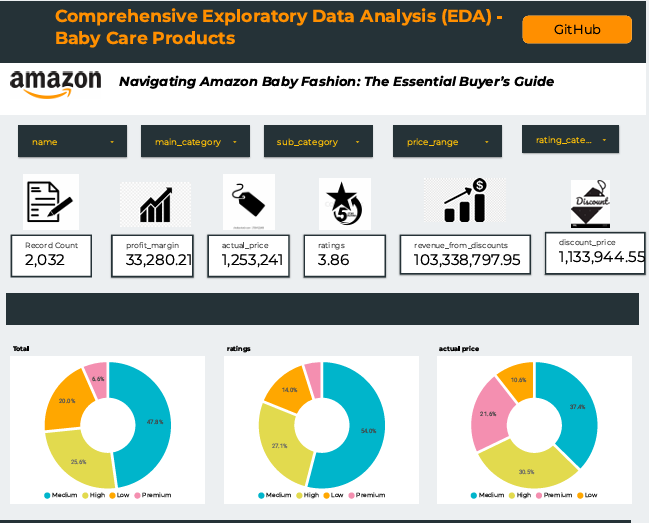 Comprehensive Exploratory Data Analysis (EDA) -
Baby Care Products
GitHub
amazon
Navigating Amazon Baby Fashion: The Essential Buyer's Guide
name
main_category
sub_category
price_range
rating_cate...
5
$
Discount
Record Count
2,032
profit_margin
33,280.21
actual_price
1,253,241
ratings
3.86
revenue_from_discounts
103,338,797.95
discount_price
1,133,944.55
Total
6.6%
20.0%
47.8%
25.6%
Medium High Low Premium
ratings
14.0%
54.0%
27.1%
Medium High Low Premium
actual price
10.6%
37.4%
21.6%
30.5%
Medium High Premium Low